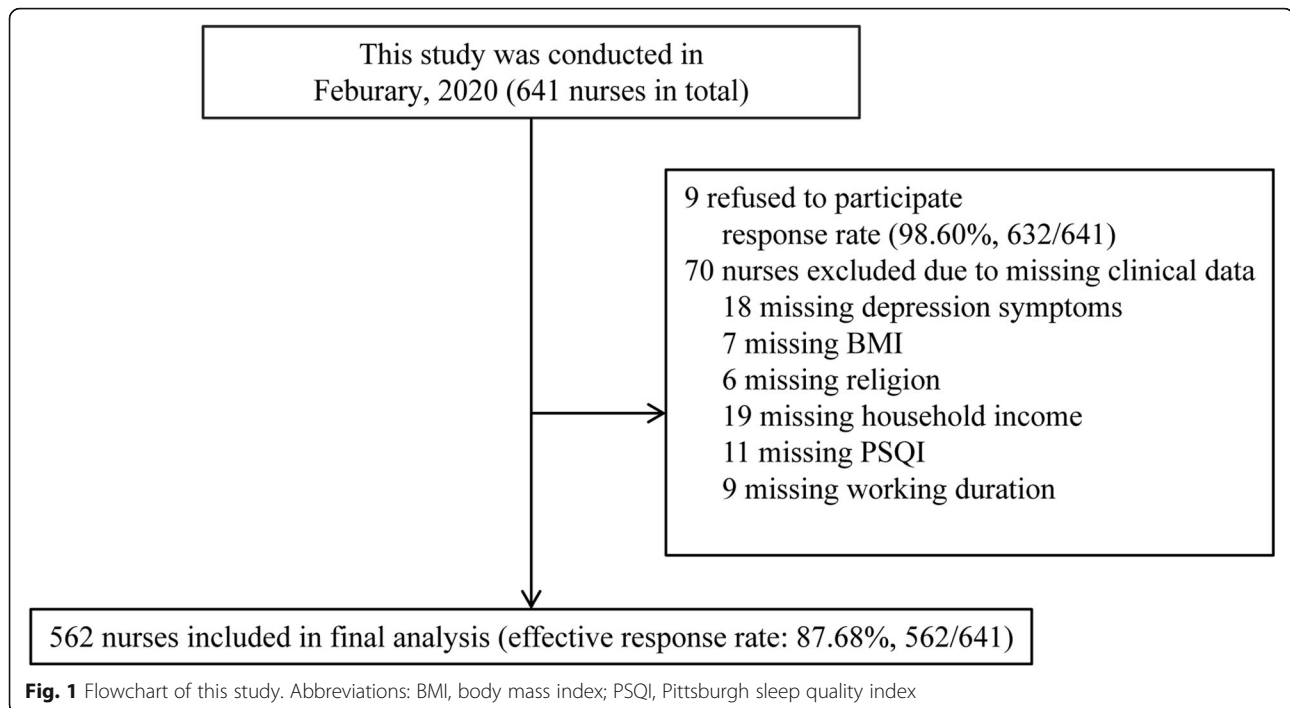 This study was conducted in
Feburary, 2020 (641 nurses in total)
9 refused to participate
response rate (98.60%, 632/641)
70 nurses excluded due to missing clinical data
18 missing depression symptoms
7 missing BMI
6 missing religion
19 missing household income
11 missing PSQI
9 missing working duration
562 nurses included in final analysis (effective response rate: 87.68%, 562/641)
Fig. 1 Flowchart of this study. Abbreviations: BMI, body mass index; PSQI, Pittsburgh sleep quality index